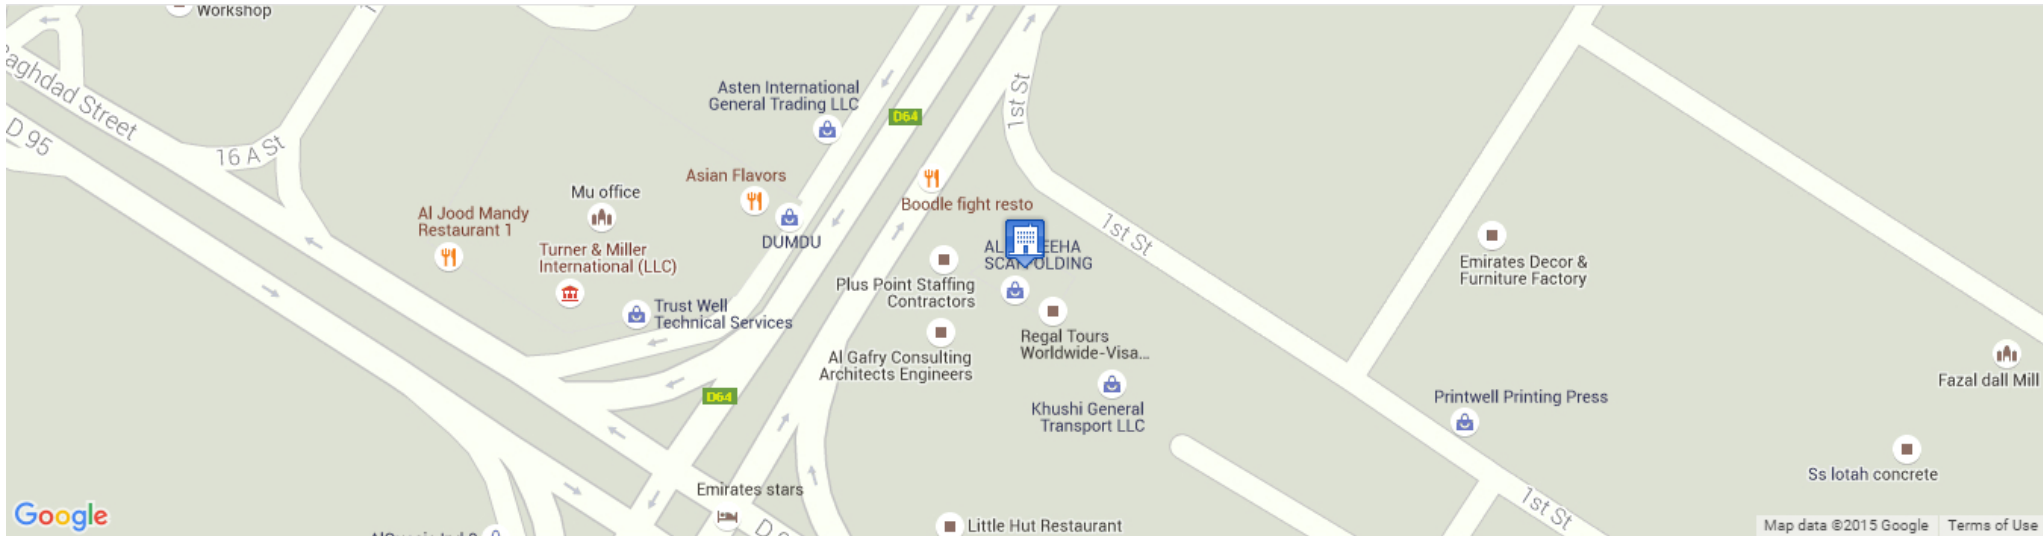 Workshop
Baghdad Street
D 95
16 A St
Asten International
General Trading LLC
D64
1st St
Asian Flavors
Mu office
Al Jood Mandy
Restaurant 1
Turner & Miller
International (LLC)
DUMDU
Boodle fight resto
1st St
SCAFFOLDING
Plus Point Staffing
Contractors
Trust Well
Technical Services
Al Gafry Consulting
Architects Engineers
Regal Tours
Worldwide-Visa...
Emirates Decor &
Furniture Factory
D64
Khushi General
Transport LLC
Printwell Printing Press
Fazal dall Mill
Ss lotah concrete
1st St
Emirates stars
Little Hut Restaurant
Google
Map data ©2015 Google
Terms of Use